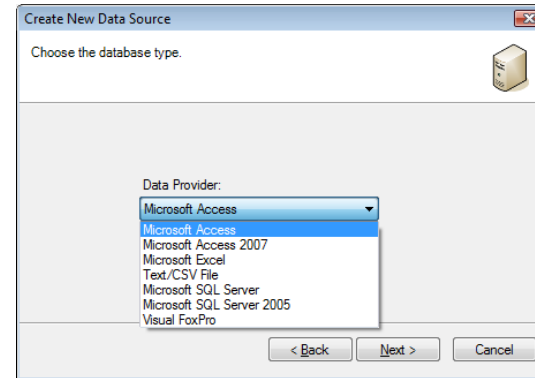 Create New Data Source
Choose the database type.
Data Provider:
Microsoft Access
Microsoft Access
Microsoft Access 2007
Microsoft Excel
Text/CSV File
Microsoft SQL Server
Microsoft SQL Server 2005
Visual FoxPro
< Back Next > Cancel